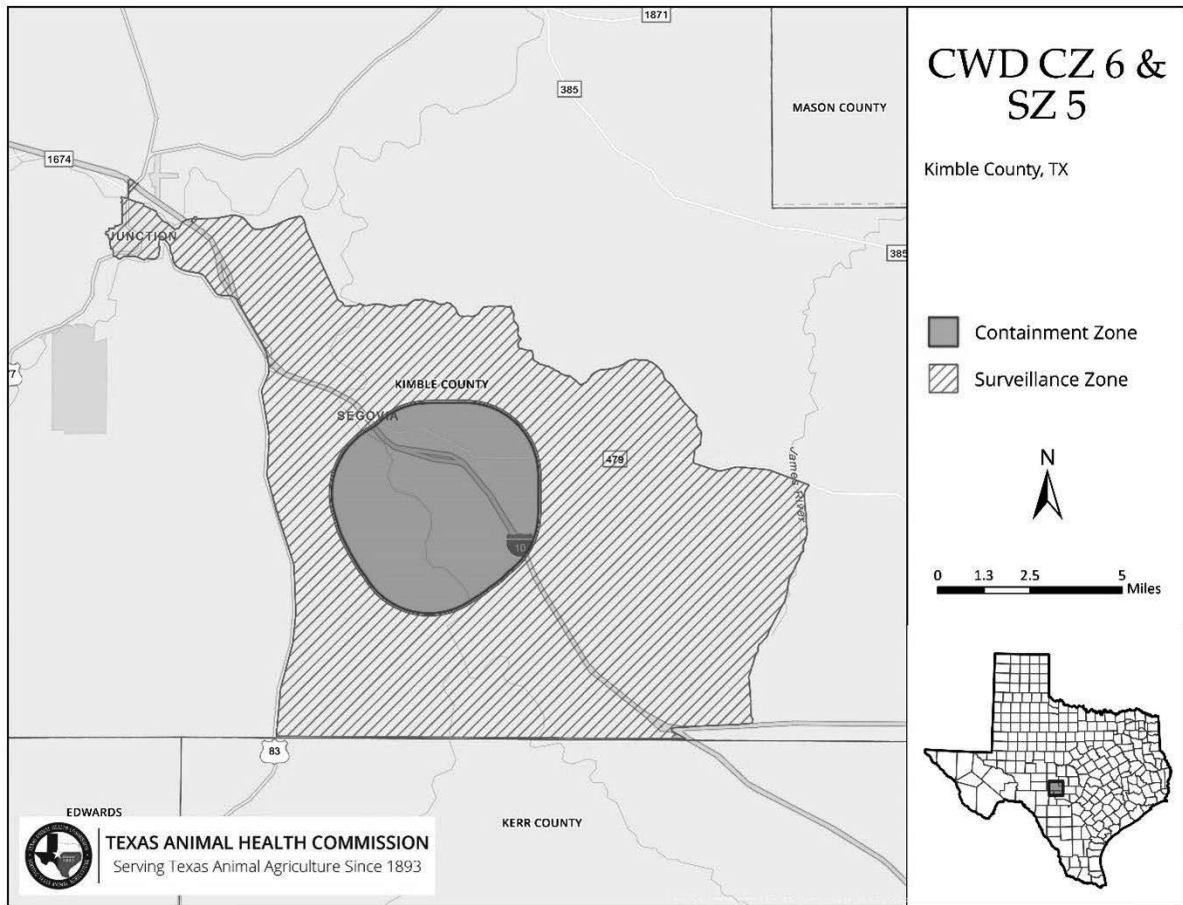 1871
385
MASON COUNTY
1674
JUNCTION
385
KIMBLE COUNTY
SEGOVIA
479
James River
10
83
EDWARDS
KERR COUNTY
TEXAS ANIMAL HEALTH COMMISSION
Serving Texas Animal Agriculture Since 1893
CWD CZ 6 &
SZ 5
Kimble County, TX
Containment Zone
Surveillance Zone
N
0 1.3 2.5 5
Miles